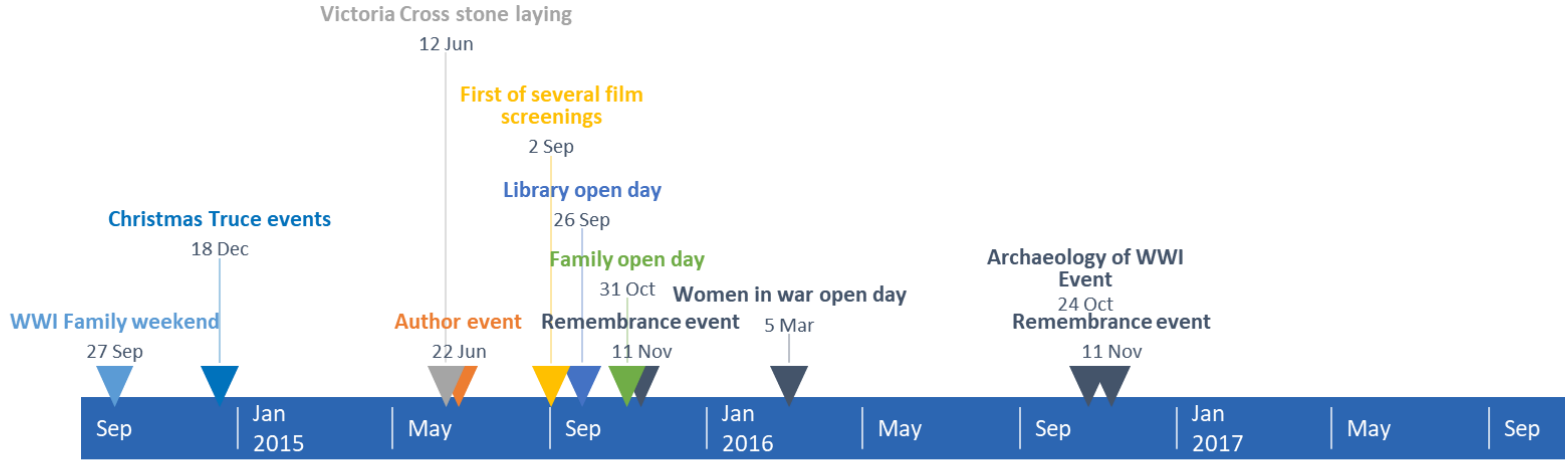 Victoria Cross stone laying
12 Jun
First of several film
screenings
2 Sep
Library open day
26 Sep
Christmas Truce events
18 Dec
Family open day
31 Oct
Archaeology of WWI
Event
24 Oct
Women in war open day
5 Mar
WWI Family weekend
27 Sep
Author event
22 Jun
Remembrance event
11 Nov
Remembrance event
11 Nov
Sep
Jan
2015
May
Sep
Jan
2016
May
Sep
Jan
2017
May
Sep